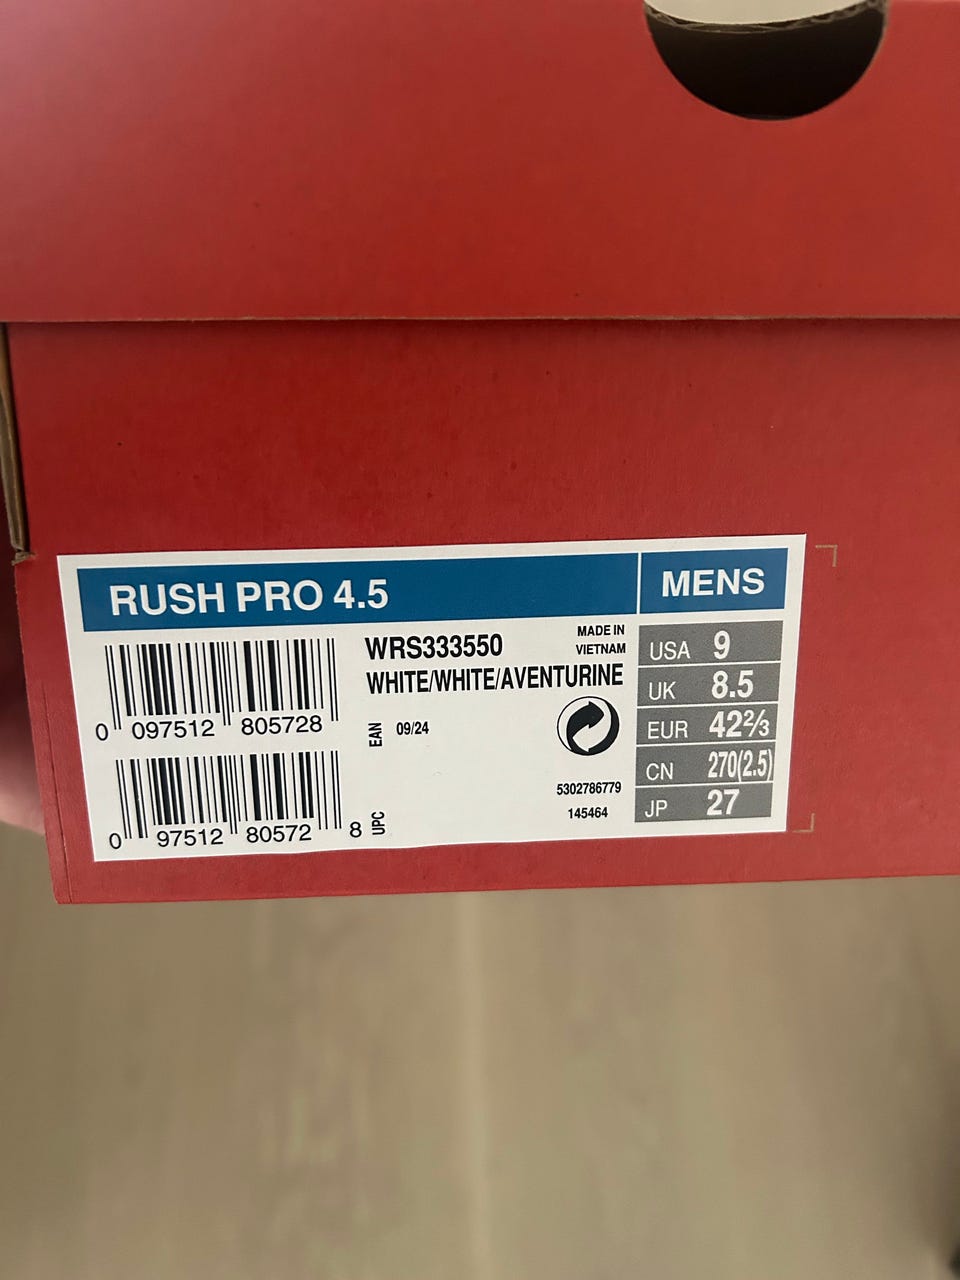 RUSH PRO 4.5
MENS
WRS333550
MADE IN
VIETNAM
WHITE/WHITE/AVENTURINE
0 097512 805728
EAN
09/24
0 97512 80572 8
UPC
5302786779
145464
USA 9
UK 8.5
EUR 42⅔
CN 270(2.5)
JP 27